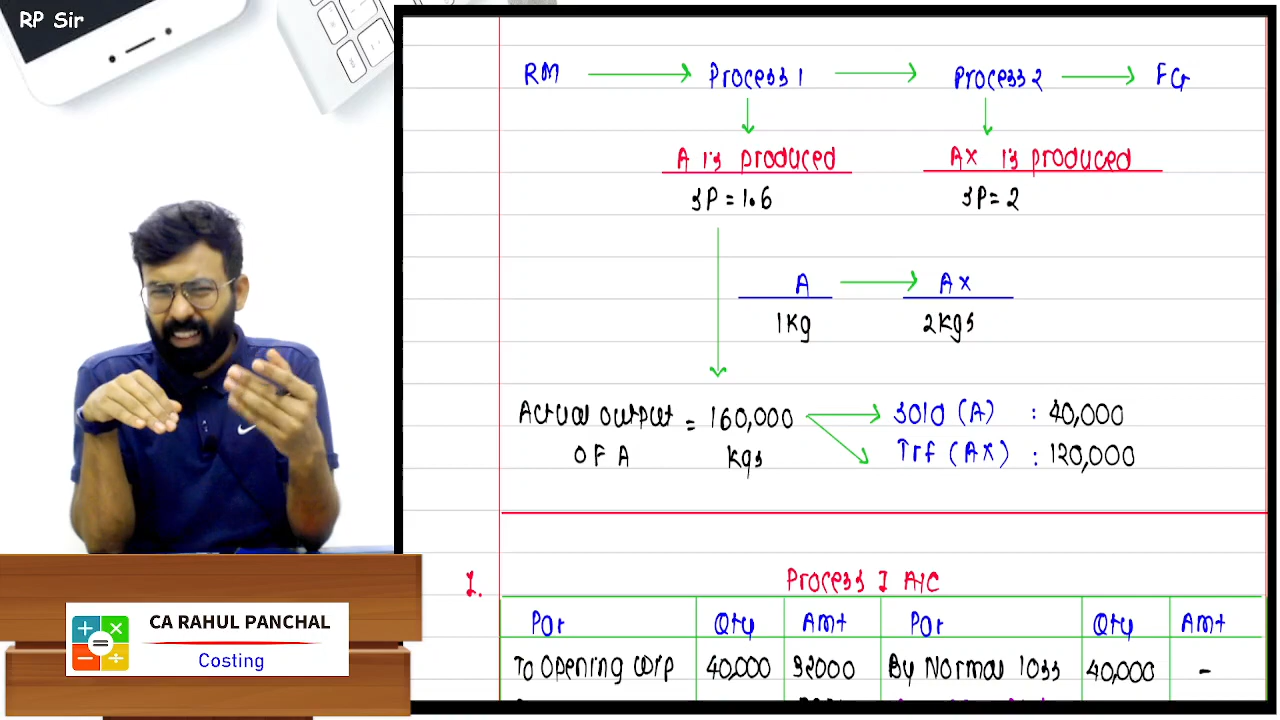 RP Sir
RM → Process 1 → Process 2 → FG
A is produced
AX is produced
SP = 1.6
SP = 2
A → AX
1kg
2kgs
Actual output = 160,000
OF A
kgs
Sold (A) : 40,000
Trf (AX) : 120,000
1.
Process I A/C
Par Qty Amt Par Qty Amt
To Opening WIP 40,000 32000 By Normal loss 40,000 -
CA RAHUL PANCHAL
Costing